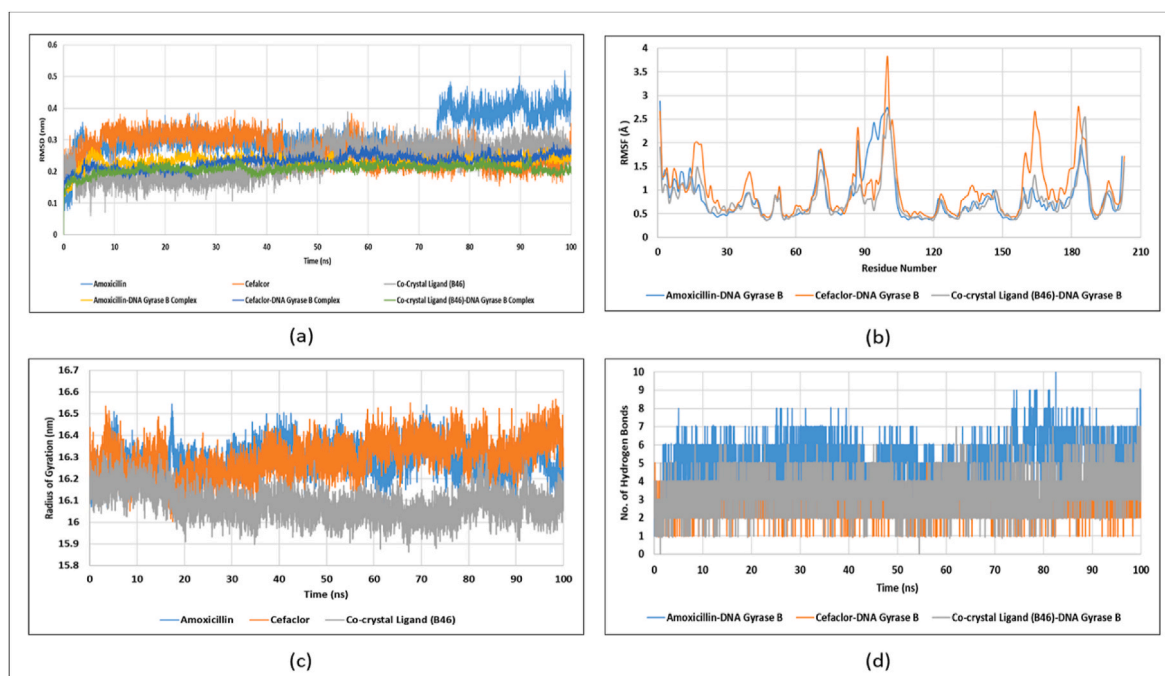 0.6
0.5
0.4
0.3
0.2
0.1
0
RMSD (nm)
0 10 20 30 40 50 60 70 80 90 100
Time (ns)
Amoxicillin Cefalcor Co-Crystal Ligand (B46)
Amoxicillin-DNA Gyrase B Complex Cefaclor-DNA Gyrase B Complex Co-crystal Ligand (B46)-DNA Gyrase B Complex
(a)
4
3.5
3
2.5
2
1.5
1
0.5
0
RMSF (Å)
0 30 60 90 120 150 180 210
Residue Number
Amoxicillin-DNA Gyrase B Cefaclor-DNA Gyrase B Co-crystal Ligand (B46)-DNA Gyrase B
(b)
16.7
16.6
16.5
16.4
16.3
16.2
16.1
16
15.9
15.8
Radius of Gyration (nm)
0 10 20 30 40 50 60 70 80 90 100
Time (ns)
Amoxicillin Cefaclor Co-crystal Ligand (B46)
(c)
10
9
8
7
6
5
4
3
2
1
0
No. of Hydrogen Bonds
0 10 20 30 40 50 60 70 80 90 100
Time (ns)
Amoxicillin-DNA Gyrase B Cefaclor-DNA Gyrase B Co-crystal Ligand (B46)-DNA Gyrase B
(d)